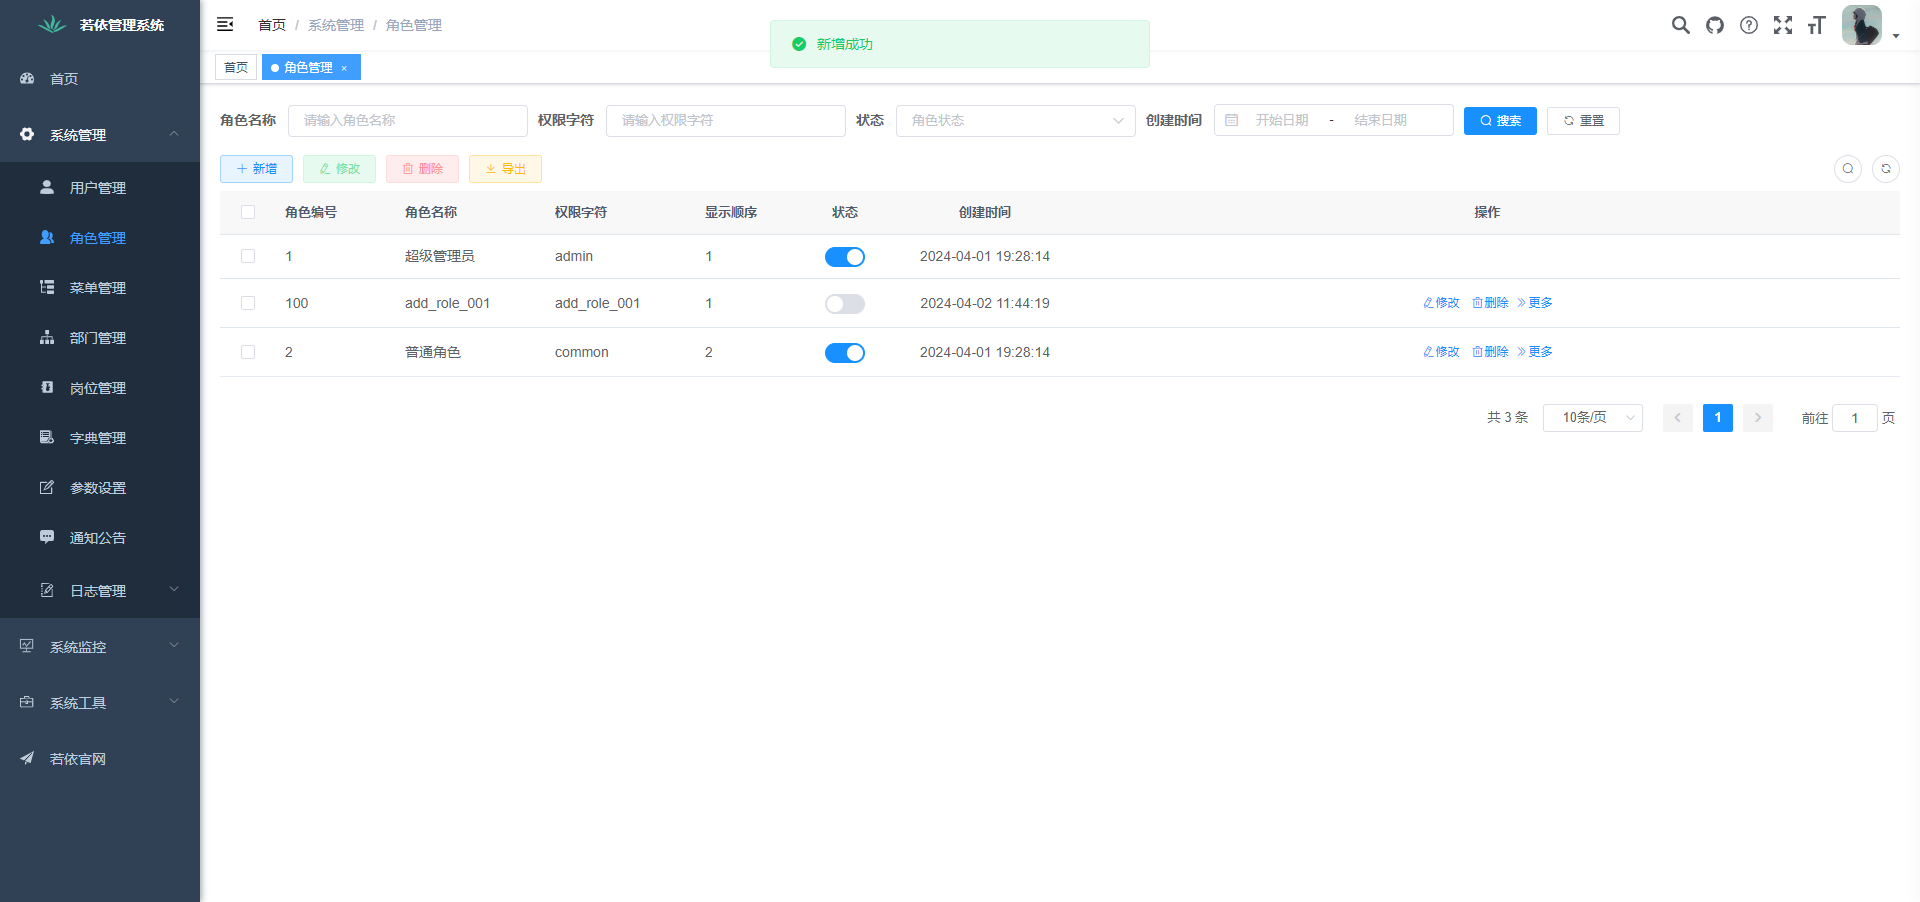 若依管理系统
首页
系统管理
用户管理
角色管理
菜单管理
部门管理
岗位管理
字典管理
参数设置
通知公告
日志管理
系统监控
系统工具
若依官网
首页 / 系统管理 / 角色管理
新增成功
首页 角色管理 ×
角色名称 请输入角色名称 权限字符 请输入权限字符 状态 角色状态 创建时间 开始日期 - 结束日期 搜索 重置
新增 修改 删除 导出
角色编号 角色名称 权限字符 显示顺序 状态 创建时间 操作
1 超级管理员 admin 1 2024-04-01 19:28:14
100 add_role_001 add_role_001 1 2024-04-02 11:44:19 修改 删除 更多
2 普通角色 common 2 2024-04-01 19:28:14 修改 删除 更多
共 3 条 10条/页 1 前往 1 页